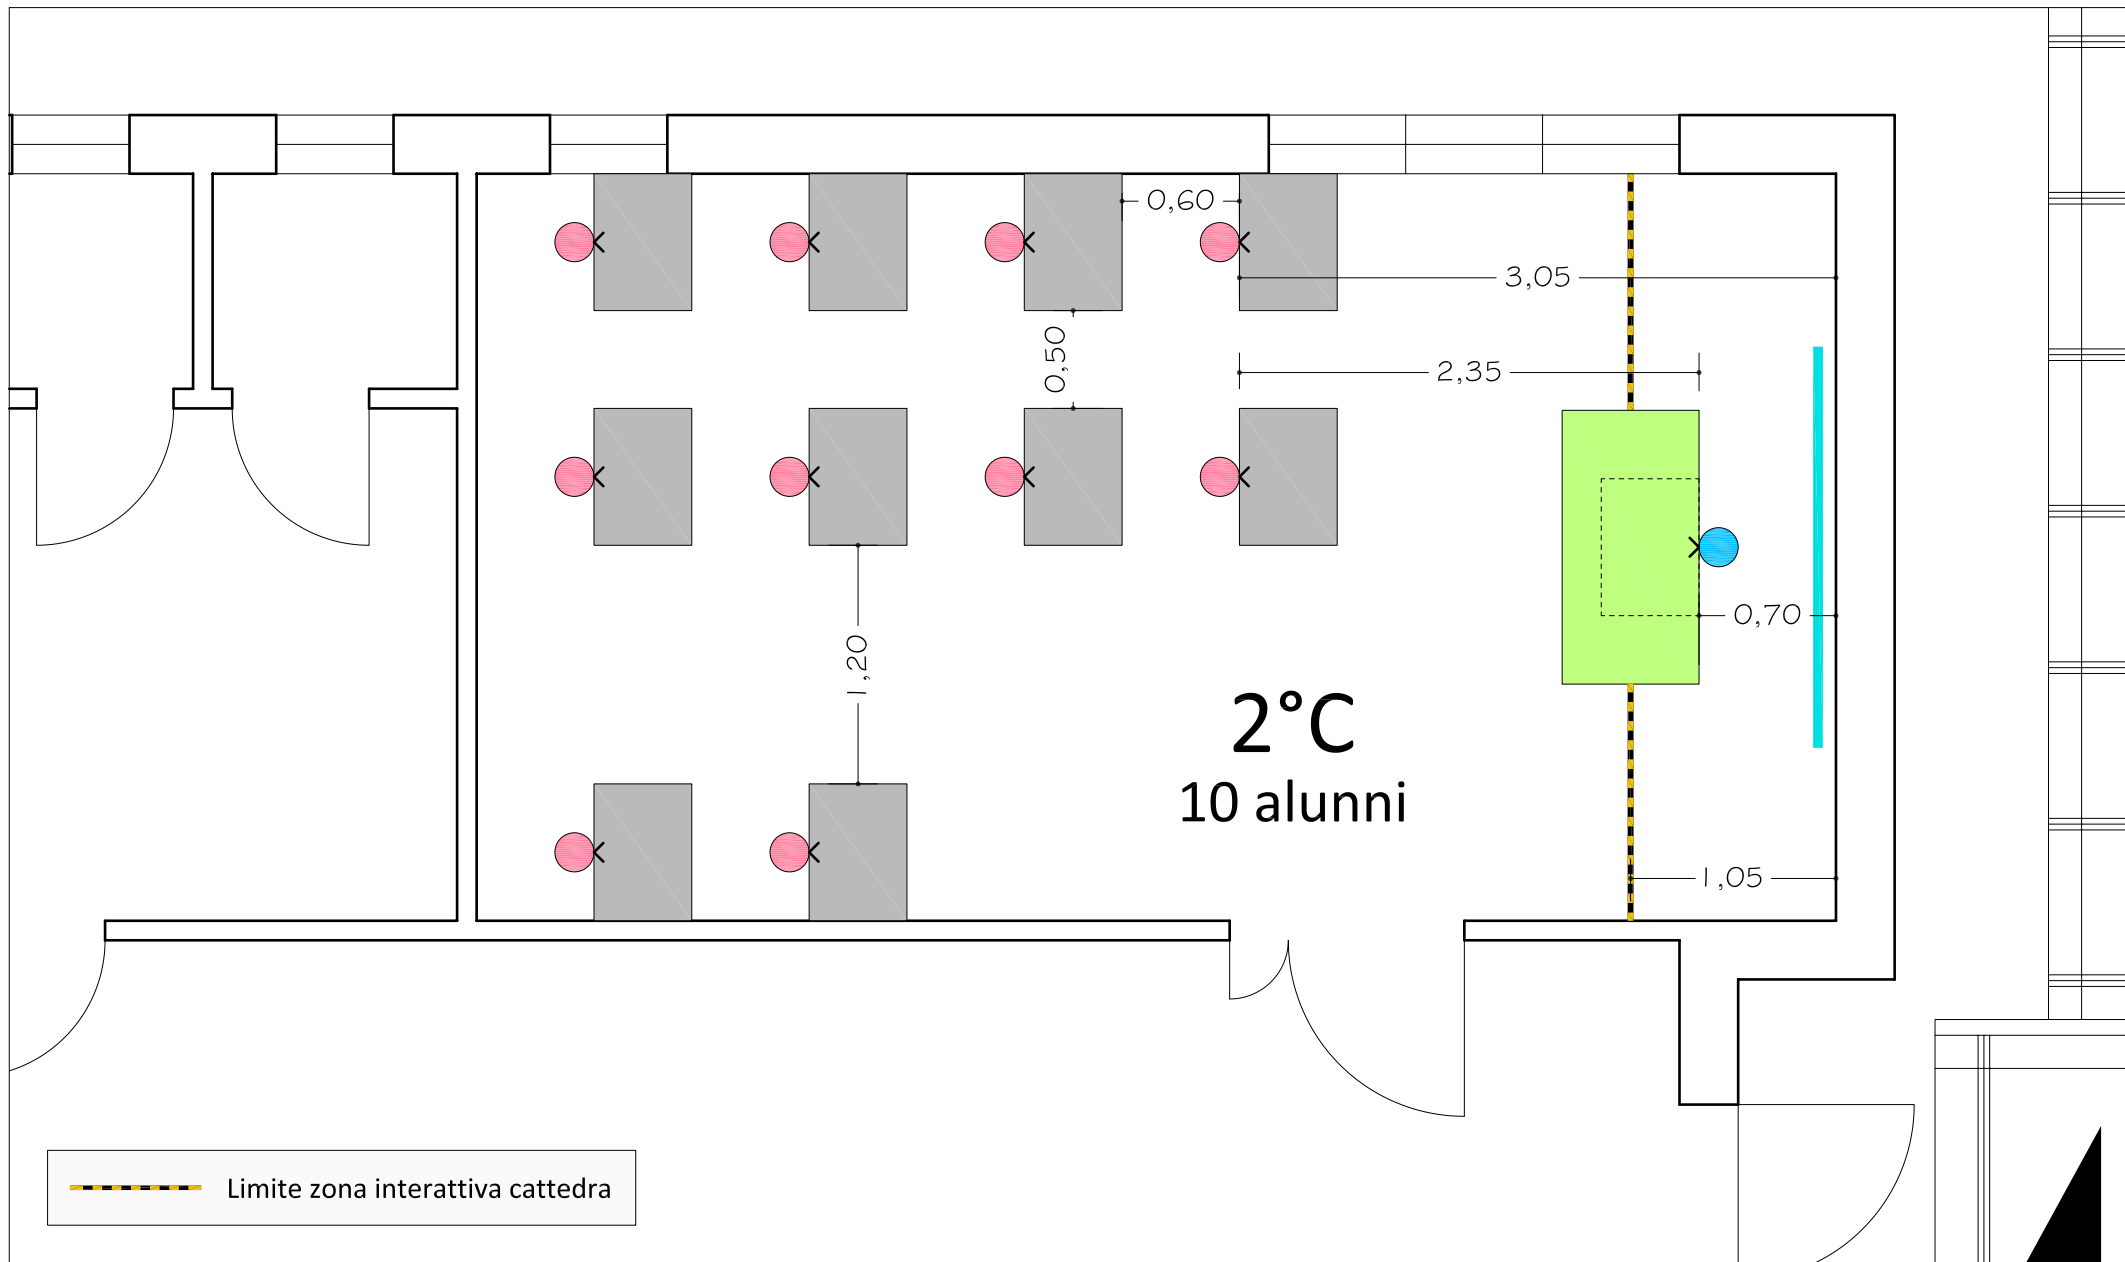 0,60
3,05
0,50
2,35
0,70
1,20
2°C
10 alunni
1,05
Limite zona interattiva cattedra